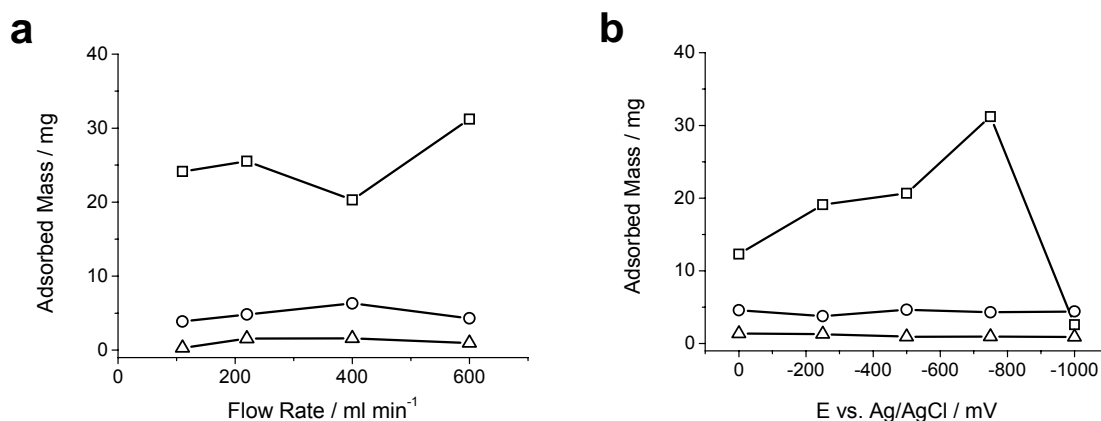 a
40
30
20
10
0
Adsorbed Mass / mg
0 200 400 600
Flow Rate / ml min⁻¹
b
40
30
20
10
0
Adsorbed Mass / mg
0 -200 -400 -600 -800 -1000
E vs. Ag/AgCl / mV